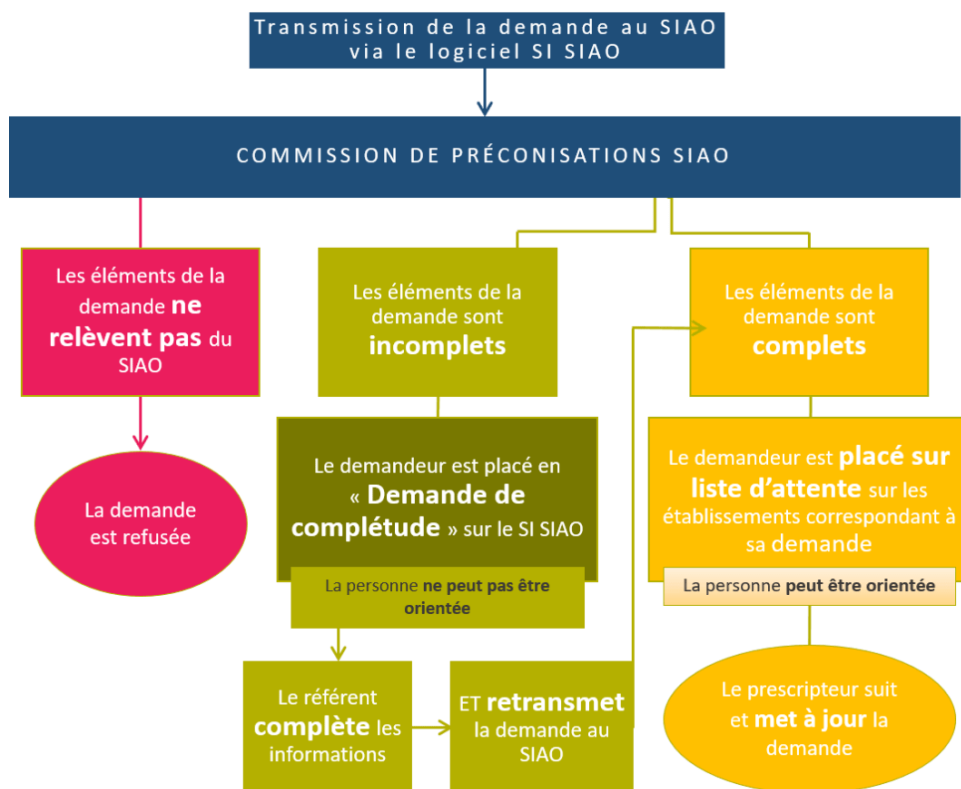 Transmission de la demande au SIAO
via le logiciel SI SIAO
COMMISSION DE PRÉCONISATIONS SIAO
Les éléments de la
demande ne
relèvent pas du
SIAO
La demande
est refusée
Les éléments de la
demande sont
incomplets
Le demandeur est placé en
« Demande de
complétude » sur le SI SIAO
La personne ne peut pas être
orientée
Le référent
complète les
informations
ET retransmet
la demande au
SIAO
Les éléments de la
demande sont
complets
Le demandeur est placé sur
liste d’attente sur les
établissements correspondant à
sa demande
La personne peut être orientée
Le prescripteur suit
et met à jour la
demande